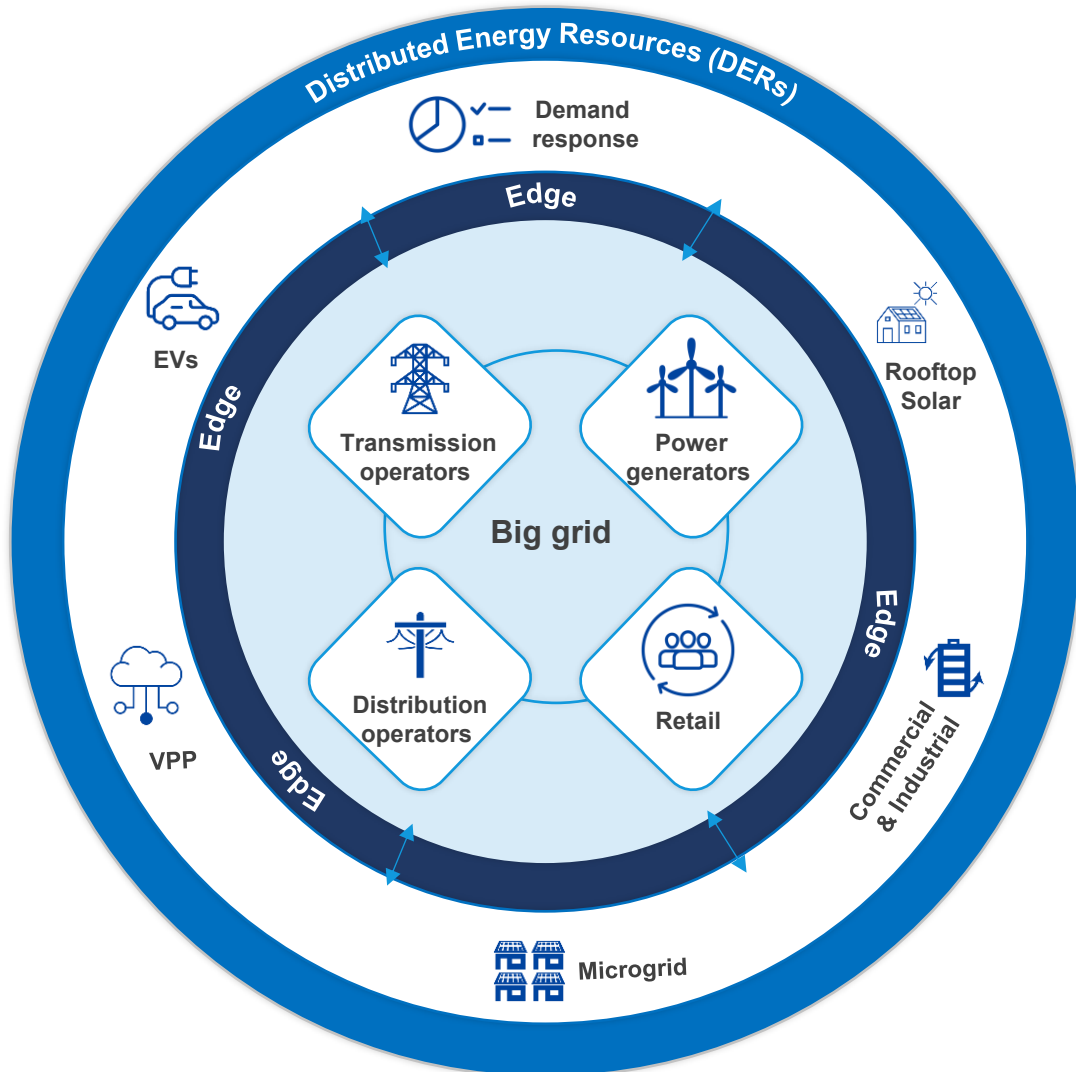 Distributed Energy Resources (DERs)
Demand
response
Edge
EVs
Rooftop
Solar
Edge
Transmission
operators
Power
generators
Big grid
Edge
Distribution
operators
Retail
VPP
Commercial
& Industrial
Edge
Microgrid